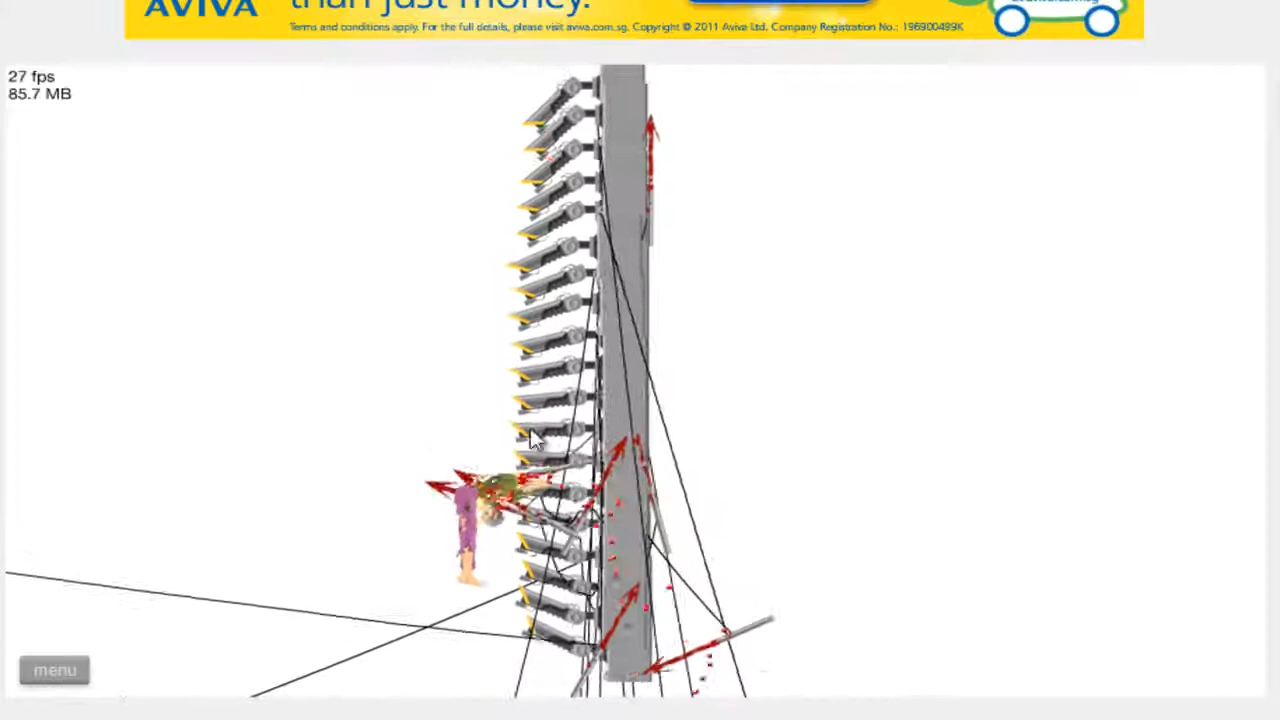 AVIVA
than just money.
Terms and conditions apply. For the full details, please visit aviva.com.sg. Copyright © 2011 Aviva Ltd. Company Registration No.: 196900499K
27 fps
85.7 MB
menu